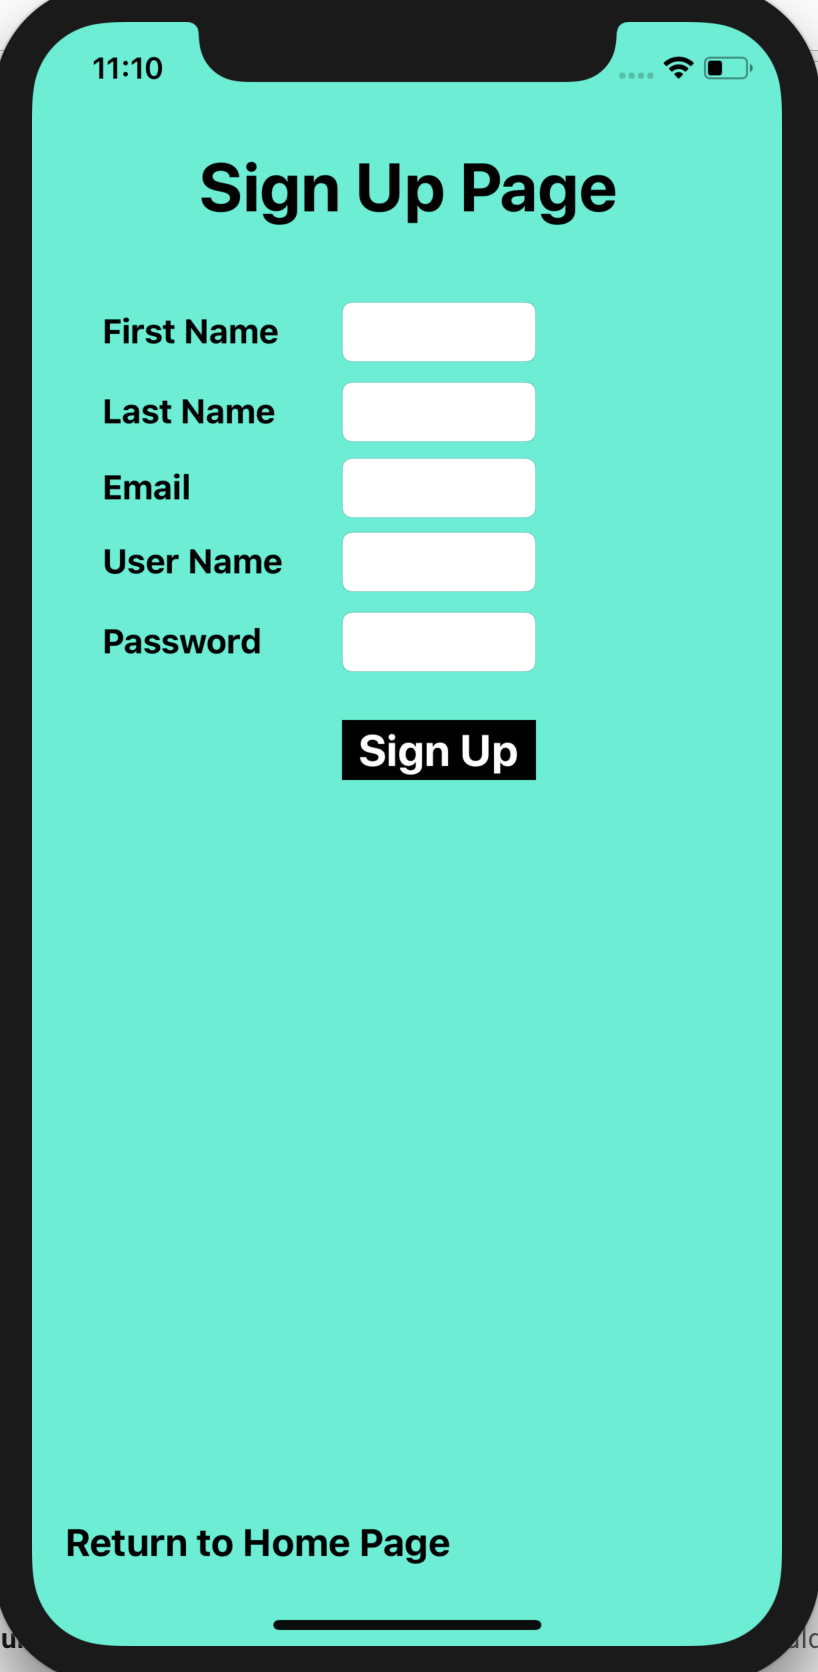 11:10
Sign Up Page
First Name
Last Name
Email
User Name
Password
Sign Up
Return to Home Page